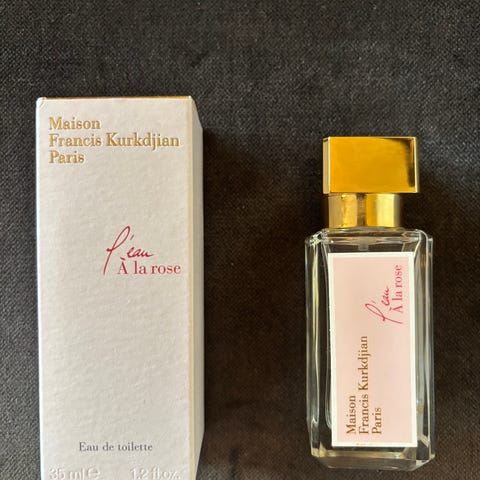 Maison
Francis Kurkdjian
Paris
l'eau
À la rose
Eau de toilette
35 ml e 1.2 fl.oz.
l'eau
À la rose
Maison
Francis Kurkdjian
Paris